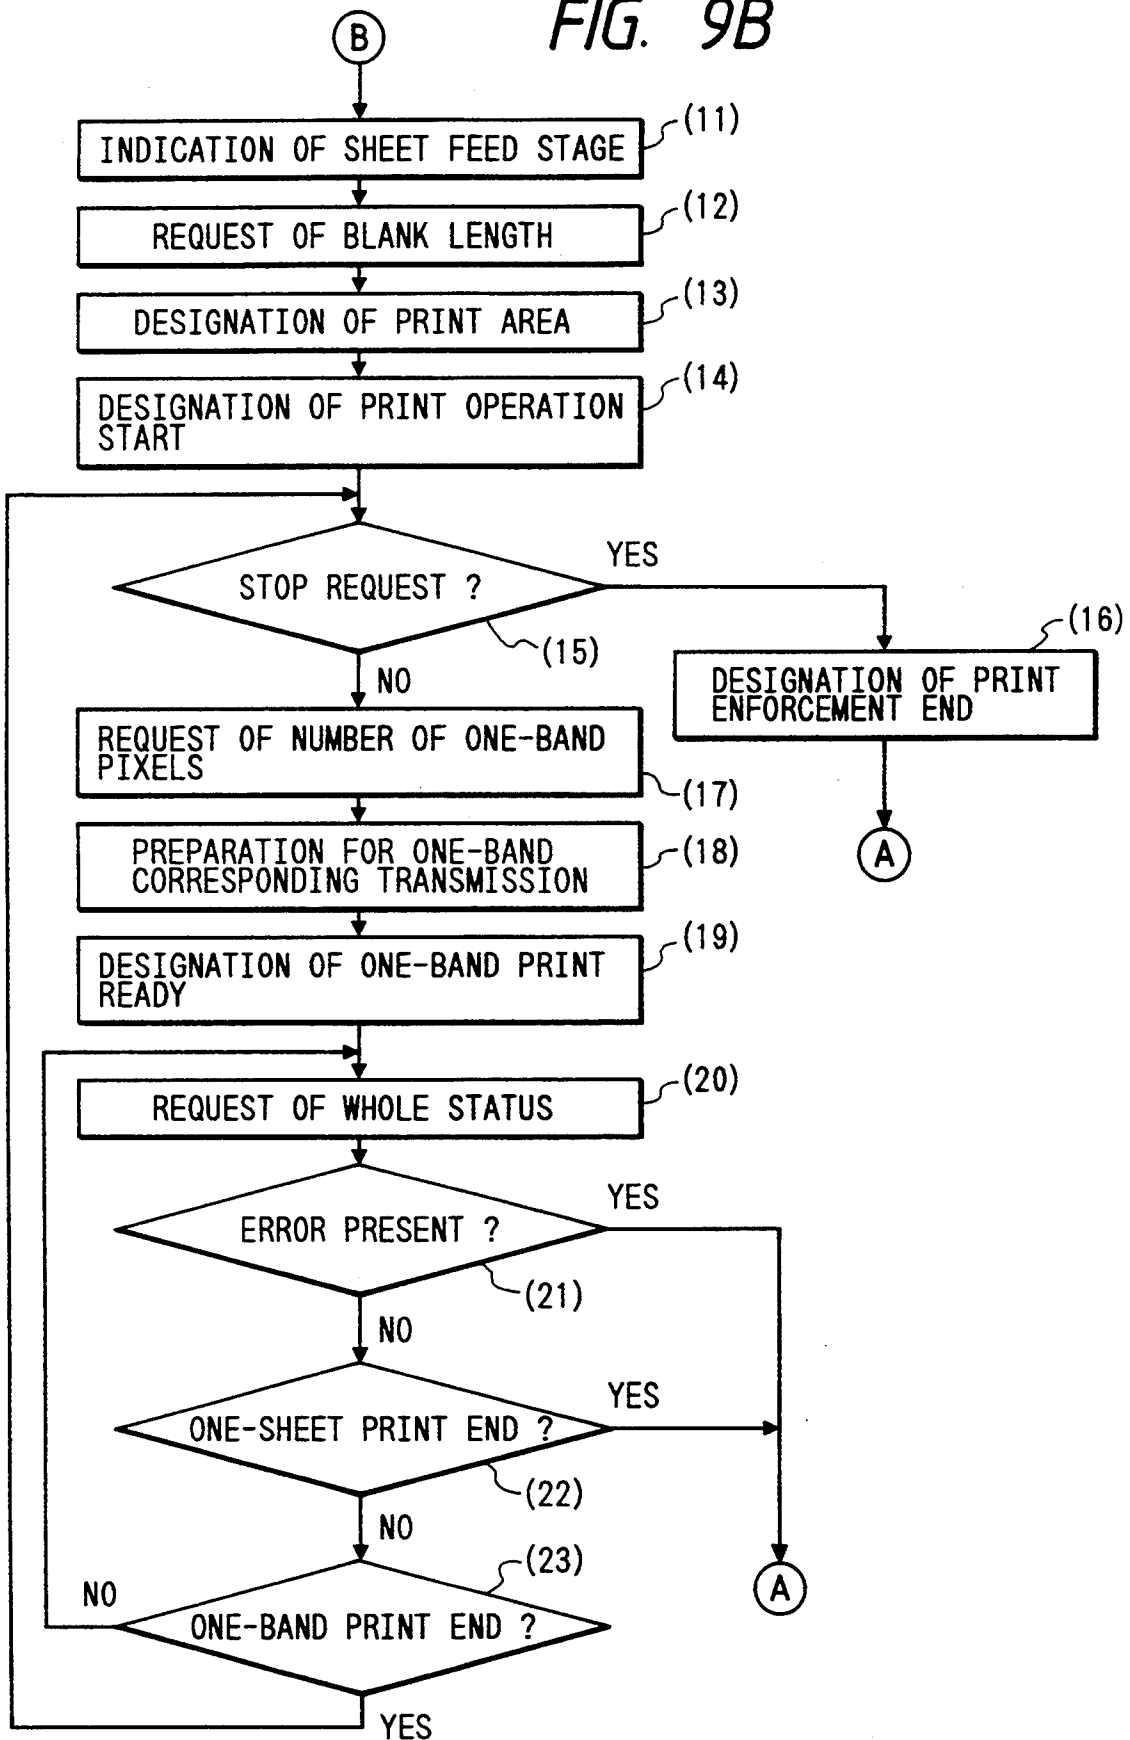 FIG. 9B
B
(11)
INDICATION OF SHEET FEED STAGE
(12)
REQUEST OF BLANK LENGTH
(13)
DESIGNATION OF PRINT AREA
(14)
DESIGNATION OF PRINT OPERATION
START
STOP REQUEST ?
YES
(15)
NO
(16)
DESIGNATION OF PRINT
ENFORCEMENT END
A
REQUEST OF NUMBER OF ONE-BAND
PIXELS
(17)
PREPARATION FOR ONE-BAND
CORRESPONDING TRANSMISSION
(18)
DESIGNATION OF ONE-BAND PRINT
READY
(19)
REQUEST OF WHOLE STATUS
(20)
ERROR PRESENT ?
YES
(21)
NO
ONE-SHEET PRINT END ?
YES
(22)
NO
(23)
ONE-BAND PRINT END ?
NO
YES
A